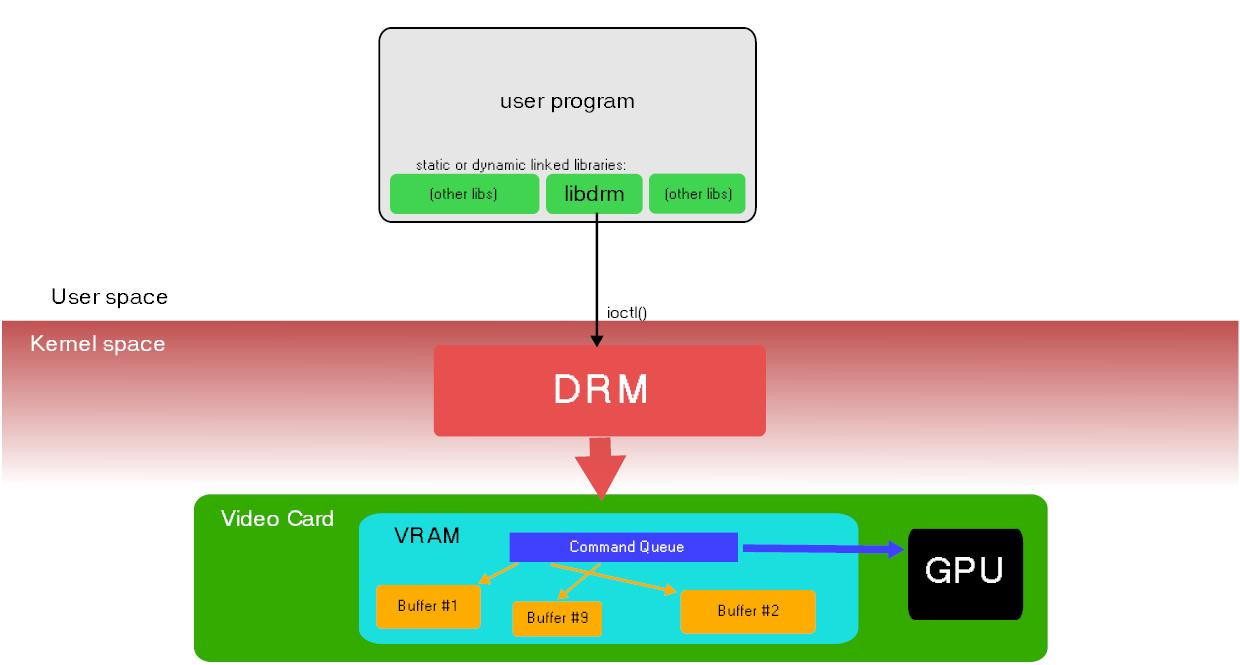 user program
static or dynamic linked libraries:
(other libs) libdrm (other libs)
User space
ioctl()
Kernel space
DRM
Video Card
VRAM
Command Queue
GPU
Buffer #1
Buffer #9
Buffer #2